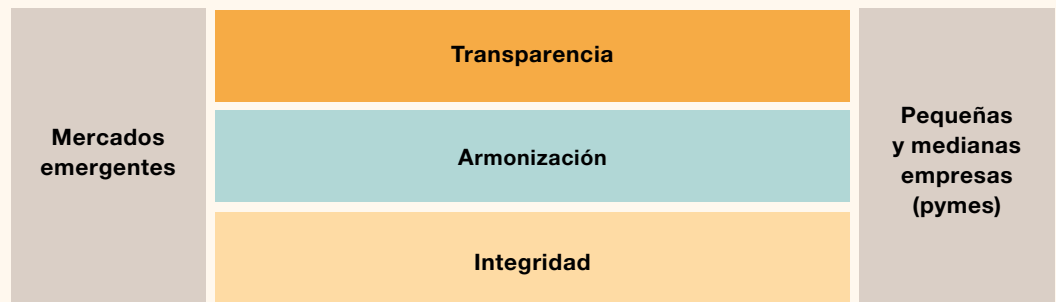 Mercados
emergentes
Transparencia
Armonización
Integridad
Pequeñas
y medianas
empresas
(pymes)